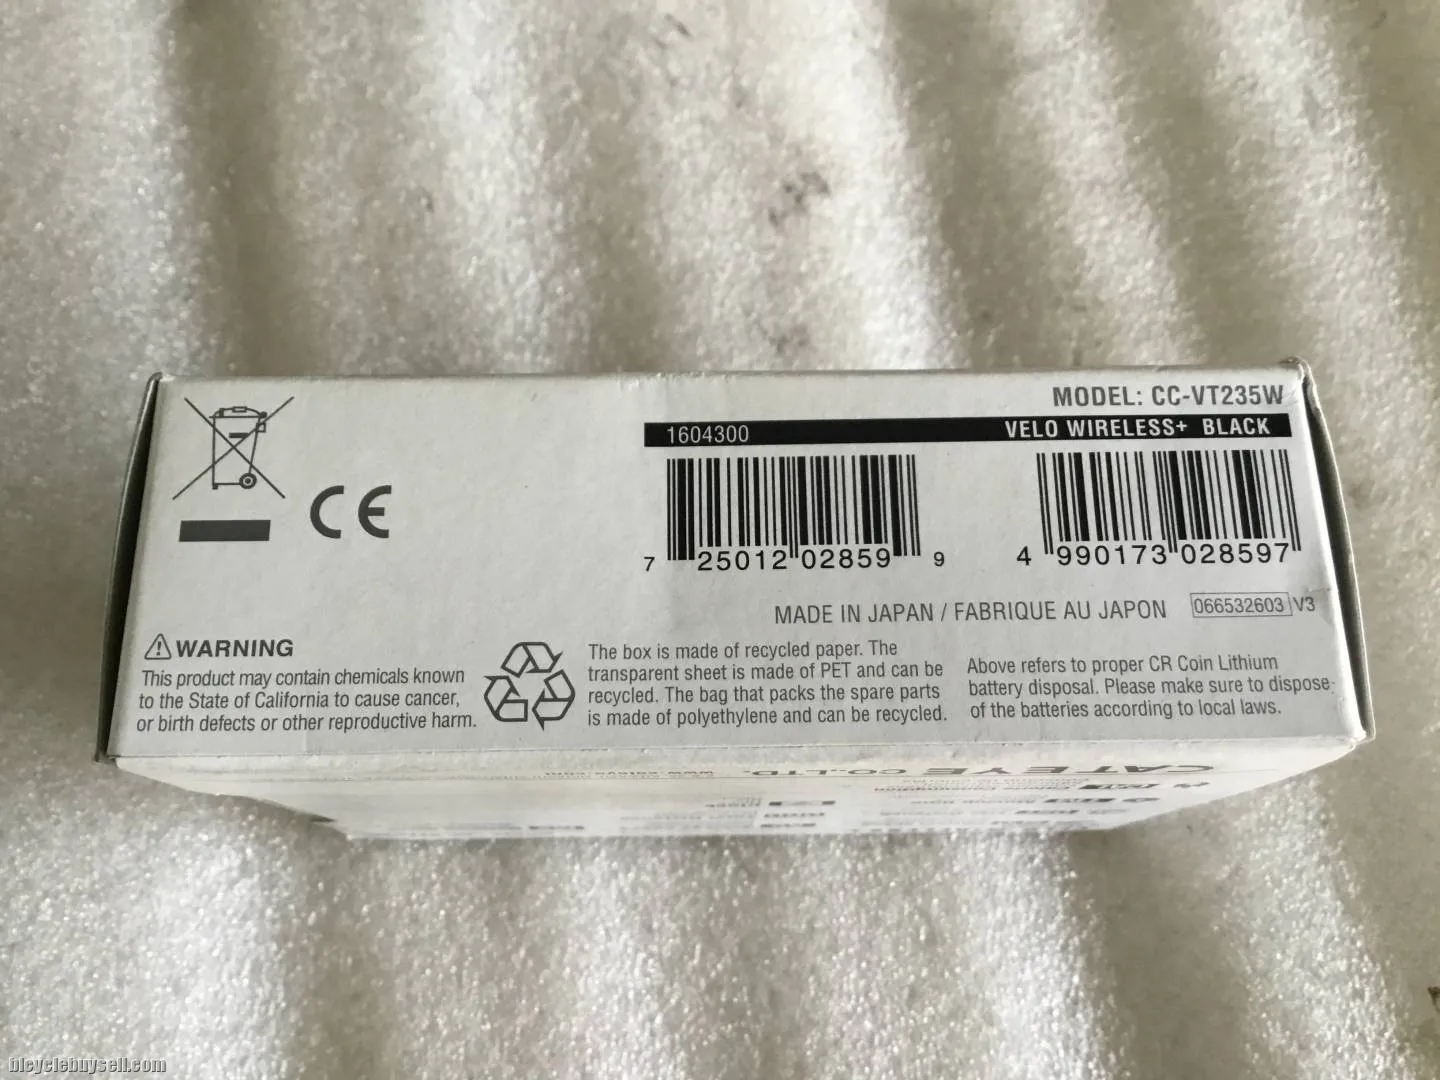 MODEL: CC-VT235W
1604300 VELO WIRELESS+ BLACK
7 25012 02859 9
4 990173 028597
CE
MADE IN JAPAN / FABRIQUE AU JAPON 066532603 V3
WARNING
This product may contain chemicals known
to the State of California to cause cancer,
or birth defects or other reproductive harm.
The box is made of recycled paper. The
transparent sheet is made of PET and can be
recycled. The bag that packs the spare parts
is made of polyethylene and can be recycled.
Above refers to proper CR Coin Lithium
battery disposal. Please make sure to dispose
of the batteries according to local laws.
CATEYE CO.,LTD.
bicyclebuysell.com